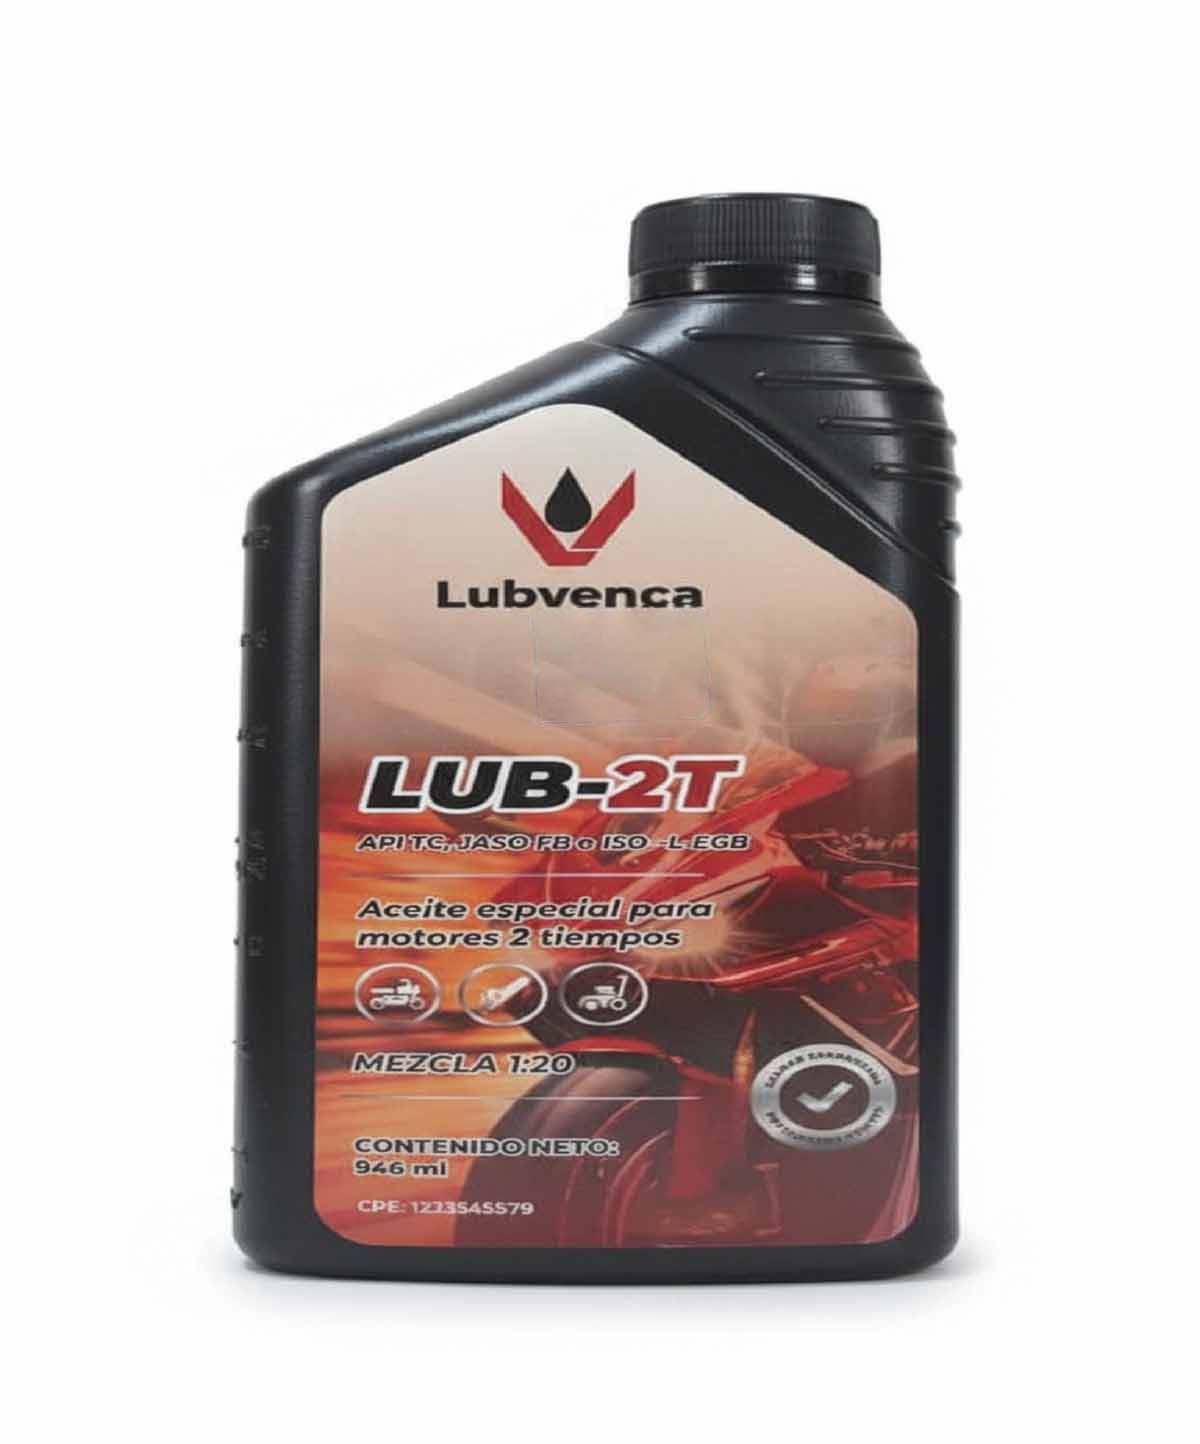 Lubvenca
LUB-2T
API TC, JASO FB o ISO -L-EGB
Aceite especial para
motores 2 tiempos
MEZCLA 1:20
CONTENIDO NETO:
946 ml
CPE: 1223545579